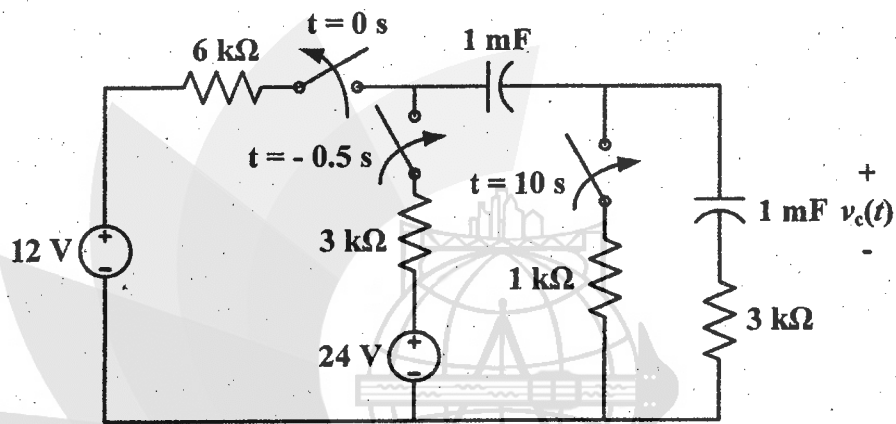 t = 0 s
6 kΩ
1 mF
t = - 0.5 s
t = 10 s
+
1 mF v_c(t)
-
12 V
+
-
3 kΩ
1 kΩ
3 kΩ
24 V
+
-